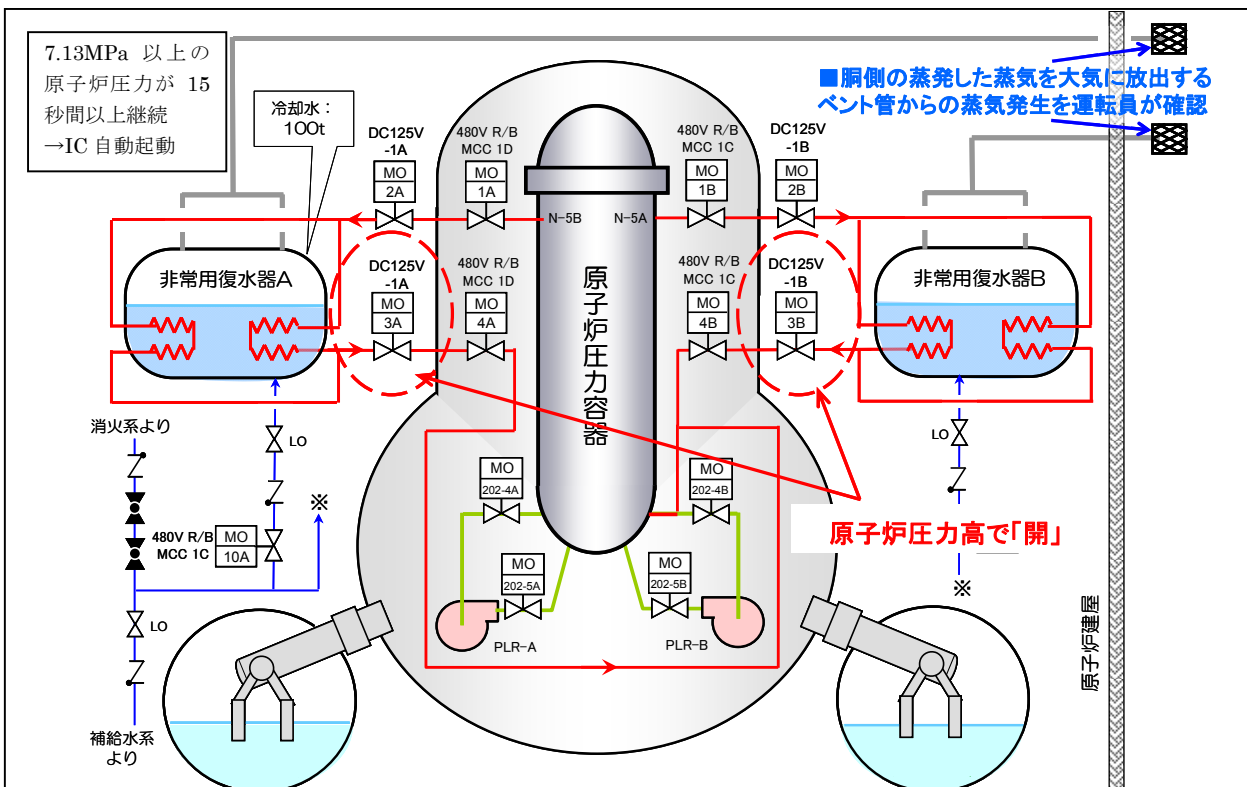 7.13MPa 以上の
原子炉圧力が 15
秒間以上継続
→IC 自動起動
冷却水：
100t
■胴側の蒸発した蒸気を大気に放出する
ベント管からの蒸気発生を運転員が確認
DC125V
-1A
MO
2A
480V R/B
MCC 1D
MO
1A
480V R/B
MCC 1C
MO
1B
DC125V
-1B
MO
2B
N-5B
N-5A
非常用復水器A
DC125V
-1A
MO
3A
480V R/B
MCC 1D
MO
4A
原子炉圧力容器
480V R/B
MCC 1C
MO
4B
DC125V
-1B
MO
3B
非常用復水器B
消火系より
LO
※
480V R/B
MCC 1C
MO
10A
LO
補給水系
より
MO
202-4A
MO
202-4B
MO
202-5A
MO
202-5B
PLR-A
PLR-B
原子炉圧力高で「開」
LO
※
原子炉建屋